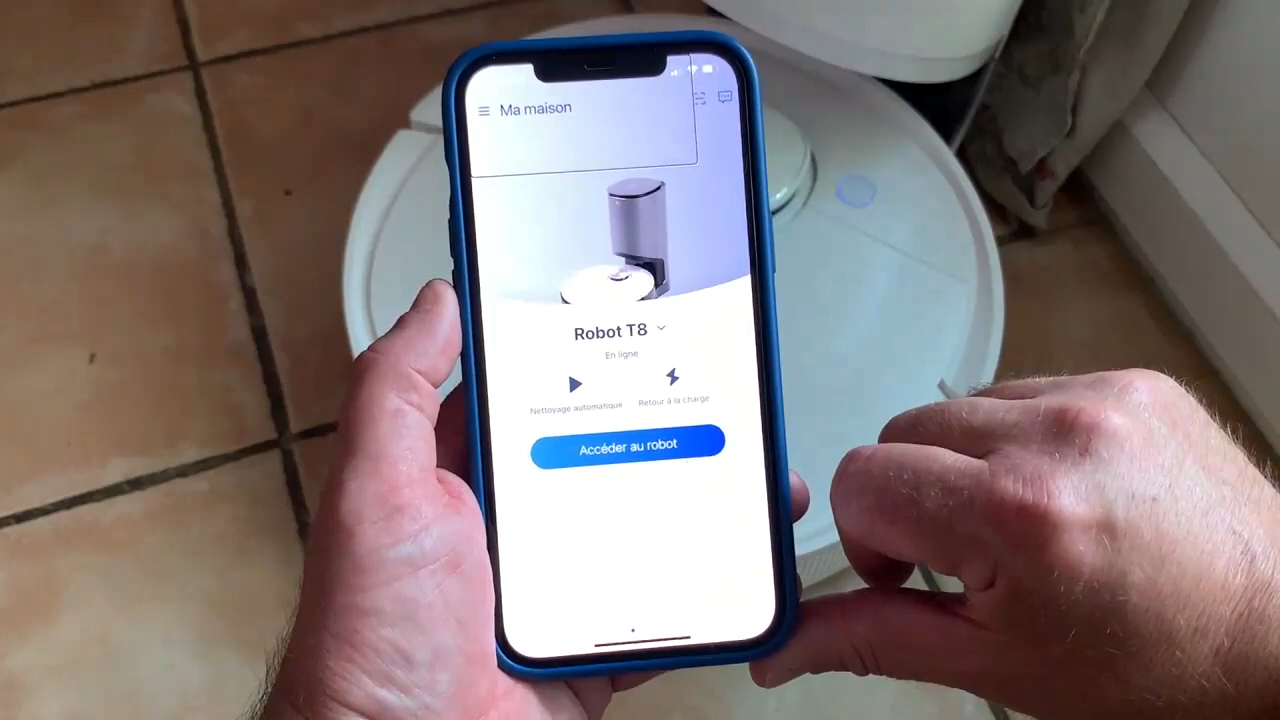 Ma maison
Robot T8
En ligne
Nettoyage automatique
Retour à la charge
Accéder au robot